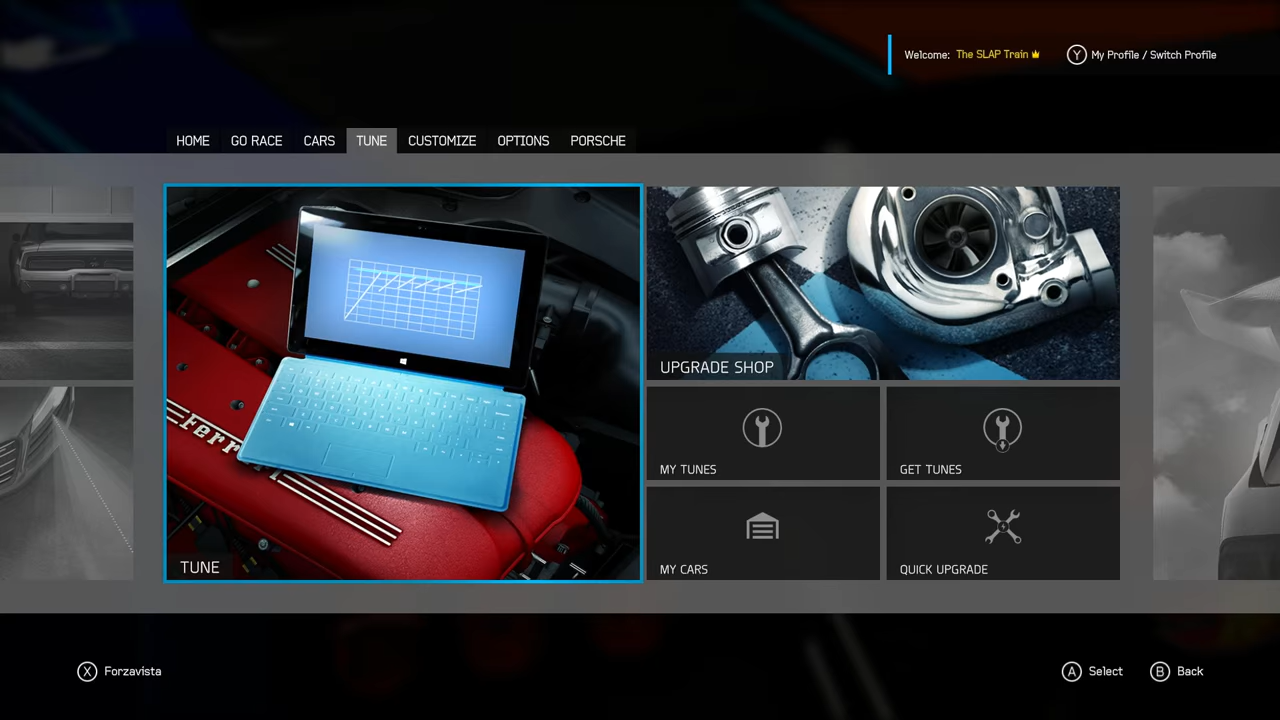 Welcome: The SLAP Train
Y My Profile / Switch Profile
HOME GO RACE CARS TUNE CUSTOMIZE OPTIONS PORSCHE
Ferr
TUNE
UPGRADE SHOP
MY TUNES
GET TUNES
MY CARS
QUICK UPGRADE
X Forzavista
A Select
B Back